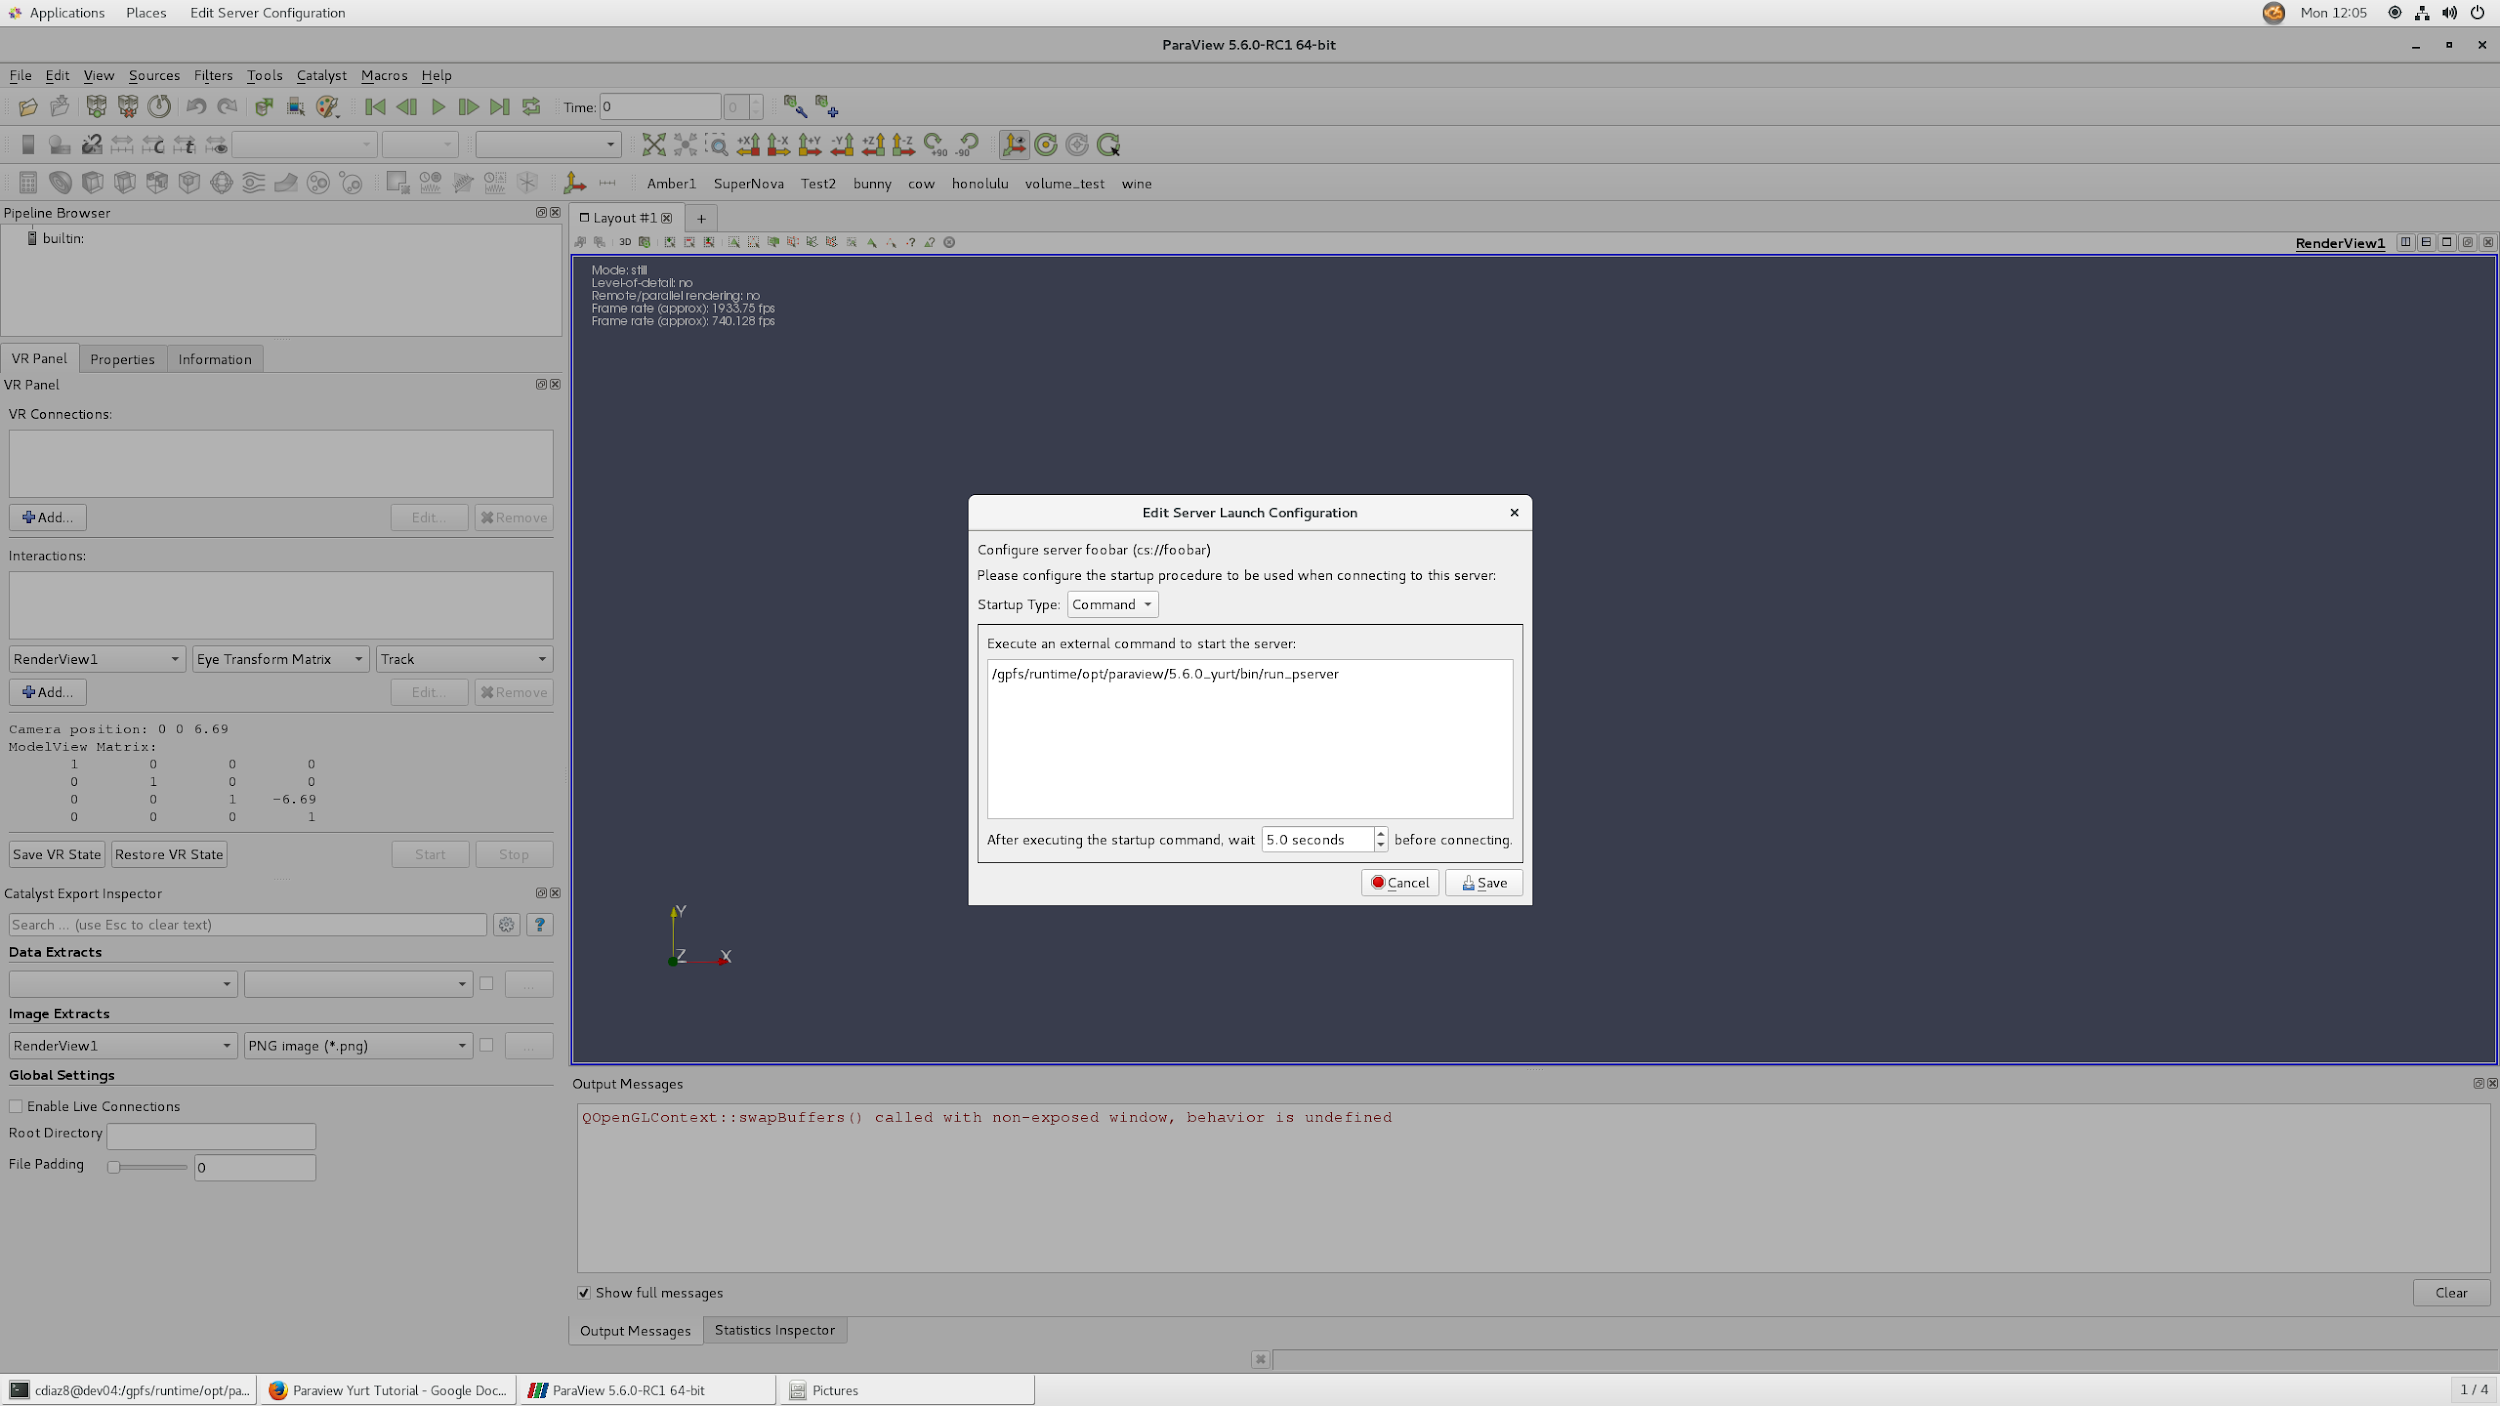 Applications Places Edit Server Configuration Mon 12:05
ParaView 5.6.0-RC1 64-bit
File Edit View Sources Filters Tools Catalyst Macros Help
Time: 0 0
+X -X +Y -Y +Z -Z +90 -90
Amber1 SuperNova Test2 bunny cow honolulu volume_test wine
Pipeline Browser
builtin:
Layout #1 +
3D
RenderView1
Mode: still
Level-of-detail: no
Remote/parallel rendering: no
Frame rate (approx): 1933.75 fps
Frame rate (approx): 740.128 fps
VR Panel Properties Information
VR Panel
VR Connections:
Add... Edit... Remove
Interactions:
RenderView1 Eye Transform Matrix Track
Add... Edit... Remove
Camera position: 0 0 6.69
ModelView Matrix:
1 0 0 0
0 1 0 0
0 0 1 -6.69
0 0 0 1
Save VR State Restore VR State Start Stop
Catalyst Export Inspector
Search ... (use Esc to clear text) ?
Data Extracts
...
Image Extracts
RenderView1 PNG image (*.png) ...
Global Settings
Enable Live Connections
Root Directory
File Padding 0
Edit Server Launch Configuration
Configure server foobar (cs://foobar)
Please configure the startup procedure to be used when connecting to this server:
Startup Type: Command
Execute an external command to start the server:
/gpfs/runtime/opt/paraview/5.6.0_yurt/bin/run_pserver
After executing the startup command, wait 5.0 seconds before connecting.
Cancel Save
Y
Z X
Output Messages
QOpenGLContext::swapBuffers() called with non-exposed window, behavior is undefined
Show full messages Clear
Output Messages Statistics Inspector
cdiaz8@dev04:/gpfs/runtime/opt/pa... Paraview Yurt Tutorial - Google Doc... ParaView 5.6.0-RC1 64-bit Pictures 1 / 4